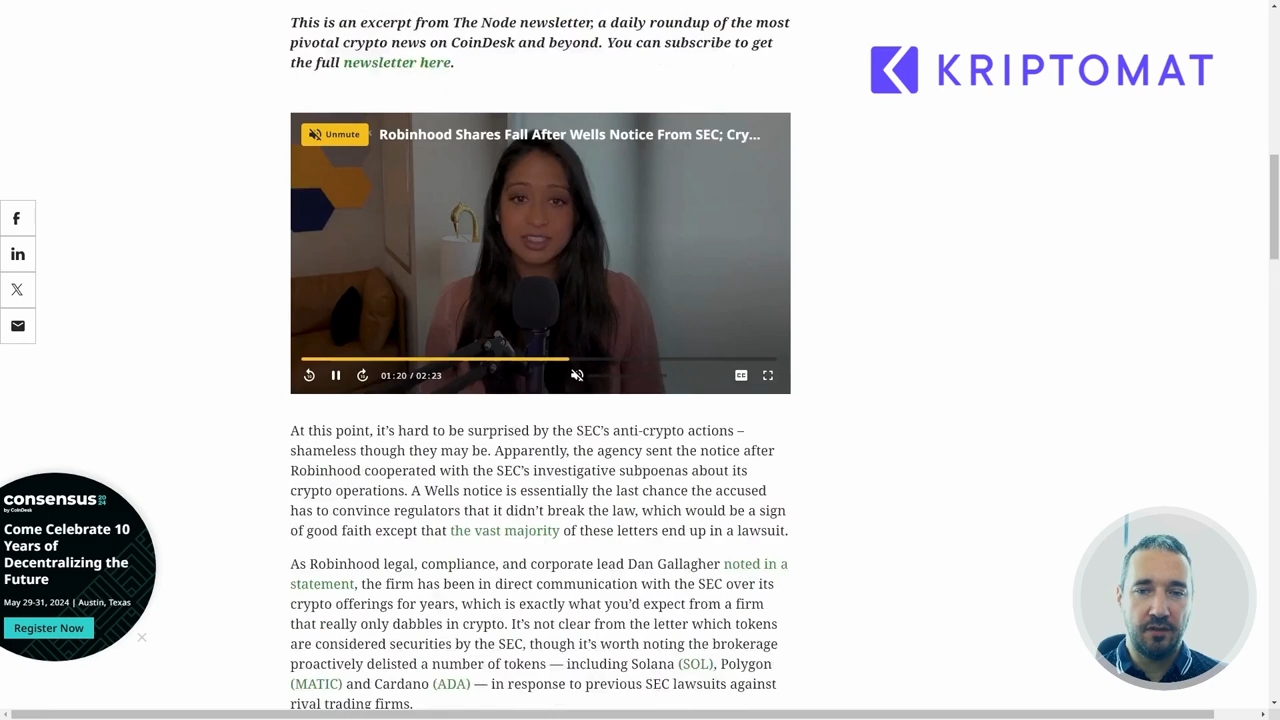 This is an excerpt from The Node newsletter, a daily roundup of the most
pivotal crypto news on CoinDesk and beyond. You can subscribe to get
the full newsletter here.
KRIPTOMAT
Unmute
Robinhood Shares Fall After Wells Notice From SEC; Cry...
01:20 / 02:23
CC
f
in
X
At this point, it’s hard to be surprised by the SEC’s anti-crypto actions –
shameless though they may be. Apparently, the agency sent the notice after
Robinhood cooperated with the SEC’s investigative subpoenas about its
crypto operations. A Wells notice is essentially the last chance the accused
has to convince regulators that it didn’t break the law, which would be a sign
of good faith except that the vast majority of these letters end up in a lawsuit.
As Robinhood legal, compliance, and corporate lead Dan Gallagher noted in a
statement, the firm has been in direct communication with the SEC over its
crypto offerings for years, which is exactly what you’d expect from a firm
that really only dabbles in crypto. It’s not clear from the letter which tokens
are considered securities by the SEC, though it’s worth noting the brokerage
proactively delisted a number of tokens — including Solana (SOL), Polygon
(MATIC) and Cardano (ADA) — in response to previous SEC lawsuits against
rival trading firms.
consensus 2024
by CoinDesk
Come Celebrate 10
Years of
Decentralizing the
Future
May 29-31, 2024 | Austin, Texas
Register Now